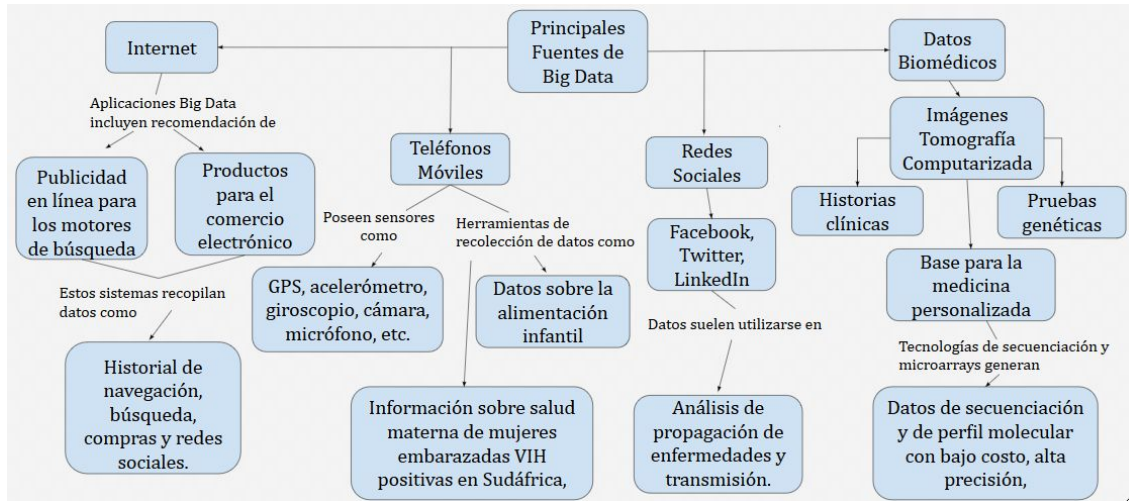 Principales
Fuentes de
Big Data
Internet
Aplicaciones Big Data
incluyen recomendación de
Publicidad
en línea para
los motores
de búsqueda
Productos
para el
comercio
electrónico
Estos sistemas recopilan
datos como
Historial de
navegación,
búsqueda,
compras y redes
sociales.
Teléfonos
Móviles
Poseen sensores
como
GPS, acelerómetro,
giroscopio, cámara,
micrófono, etc.
Herramientas de
recolección de datos como
Datos sobre la
alimentación
infantil
Información sobre salud
materna de mujeres
embarazadas VIH
positivas en Sudáfrica,
Redes
Sociales
Facebook,
Twitter,
LinkedIn
Datos suelen utilizarse en
Análisis de
propagación de
enfermedades y
transmisión.
Datos
Biomédicos
Imágenes
Tomografía
Computarizada
Historias
clínicas
Pruebas
genéticas
Base para la
medicina
personalizada
Tecnologías de secuenciación y
microarrays generan
Datos de secuenciación
y de perfil molecular
con bajo costo, alta
precisión,